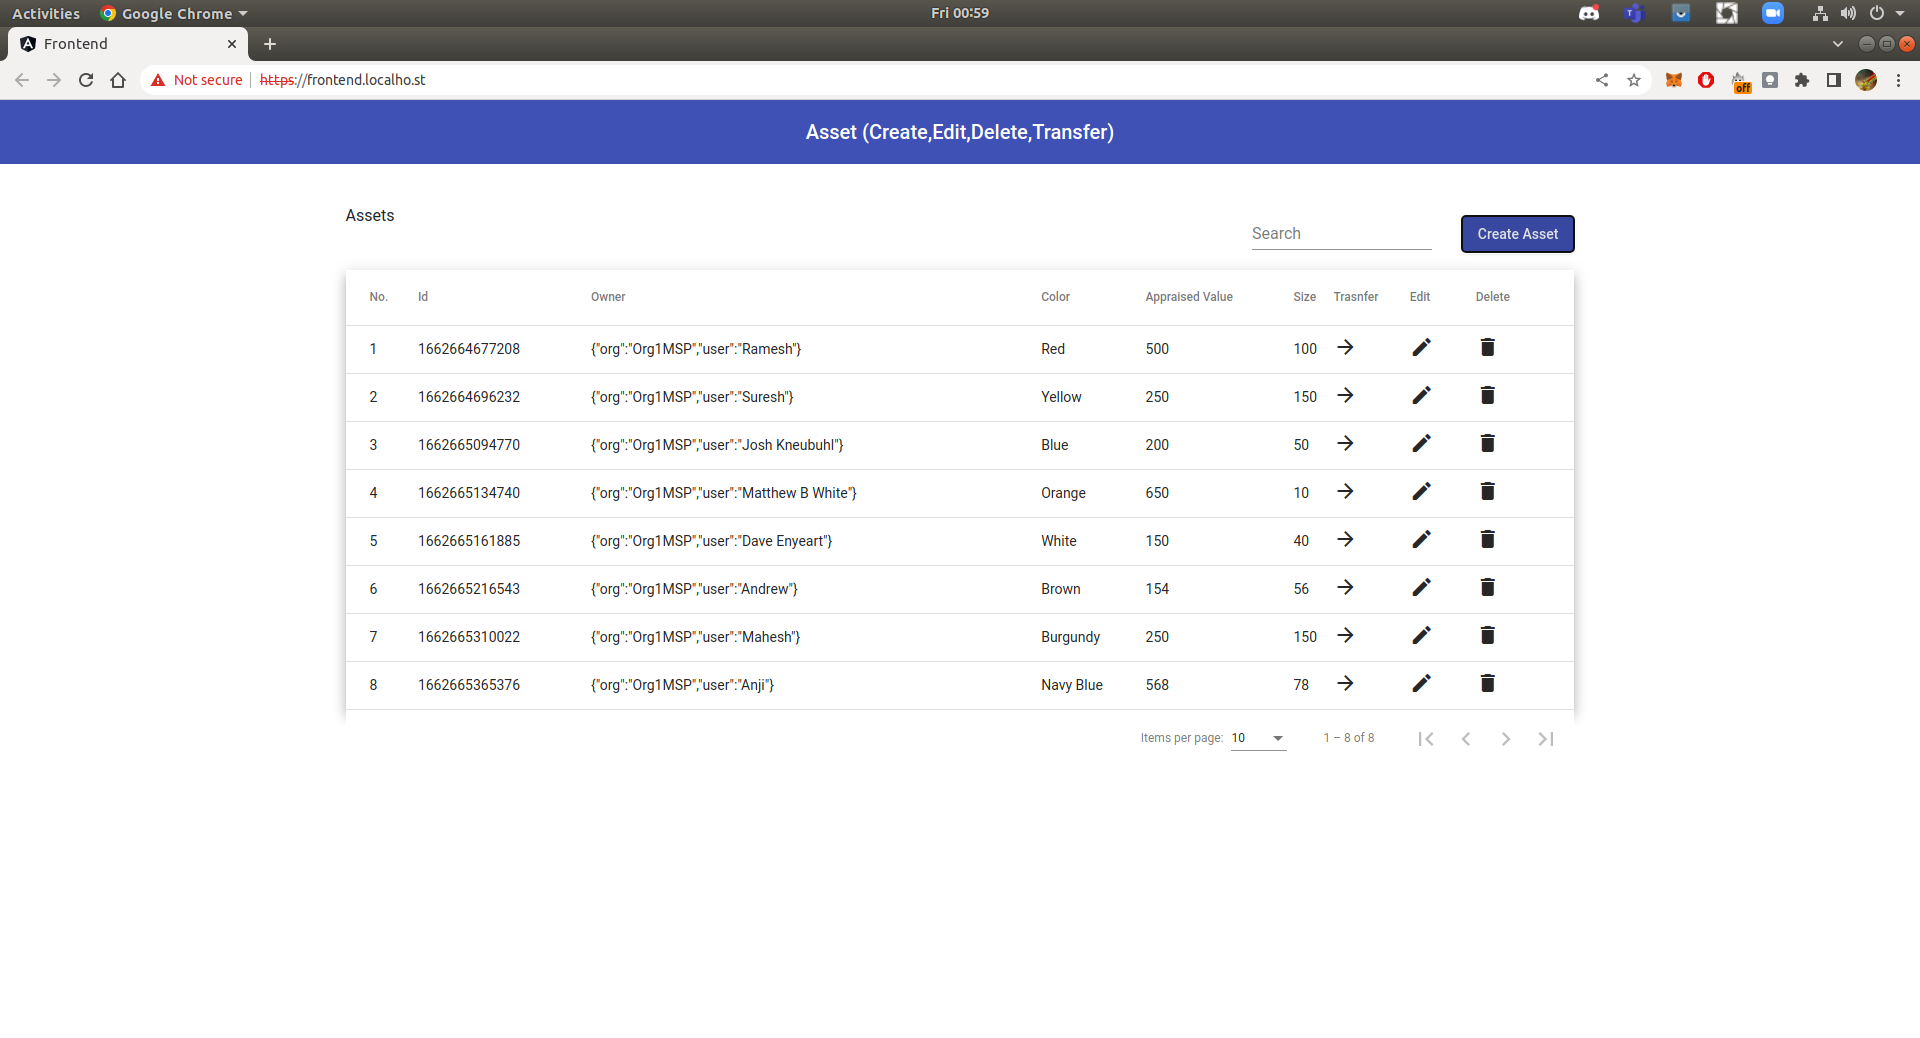 Activities Google Chrome Fri 00:59
Frontend
Not secure https://frontend.localho.st off
Asset (Create,Edit,Delete,Transfer)
Assets
Search Create Asset
No. Id Owner Color Appraised Value Size Trasnfer Edit Delete
1 1662664677208 {"org":"Org1MSP","user":"Ramesh"} Red 500 100
2 1662664696232 {"org":"Org1MSP","user":"Suresh"} Yellow 250 150
3 1662665094770 {"org":"Org1MSP","user":"Josh Kneubuhl"} Blue 200 50
4 1662665134740 {"org":"Org1MSP","user":"Matthew B White"} Orange 650 10
5 1662665161885 {"org":"Org1MSP","user":"Dave Enyeart"} White 150 40
6 1662665216543 {"org":"Org1MSP","user":"Andrew"} Brown 154 56
7 1662665310022 {"org":"Org1MSP","user":"Mahesh"} Burgundy 250 150
8 1662665365376 {"org":"Org1MSP","user":"Anji"} Navy Blue 568 78
Items per page: 10 1 – 8 of 8